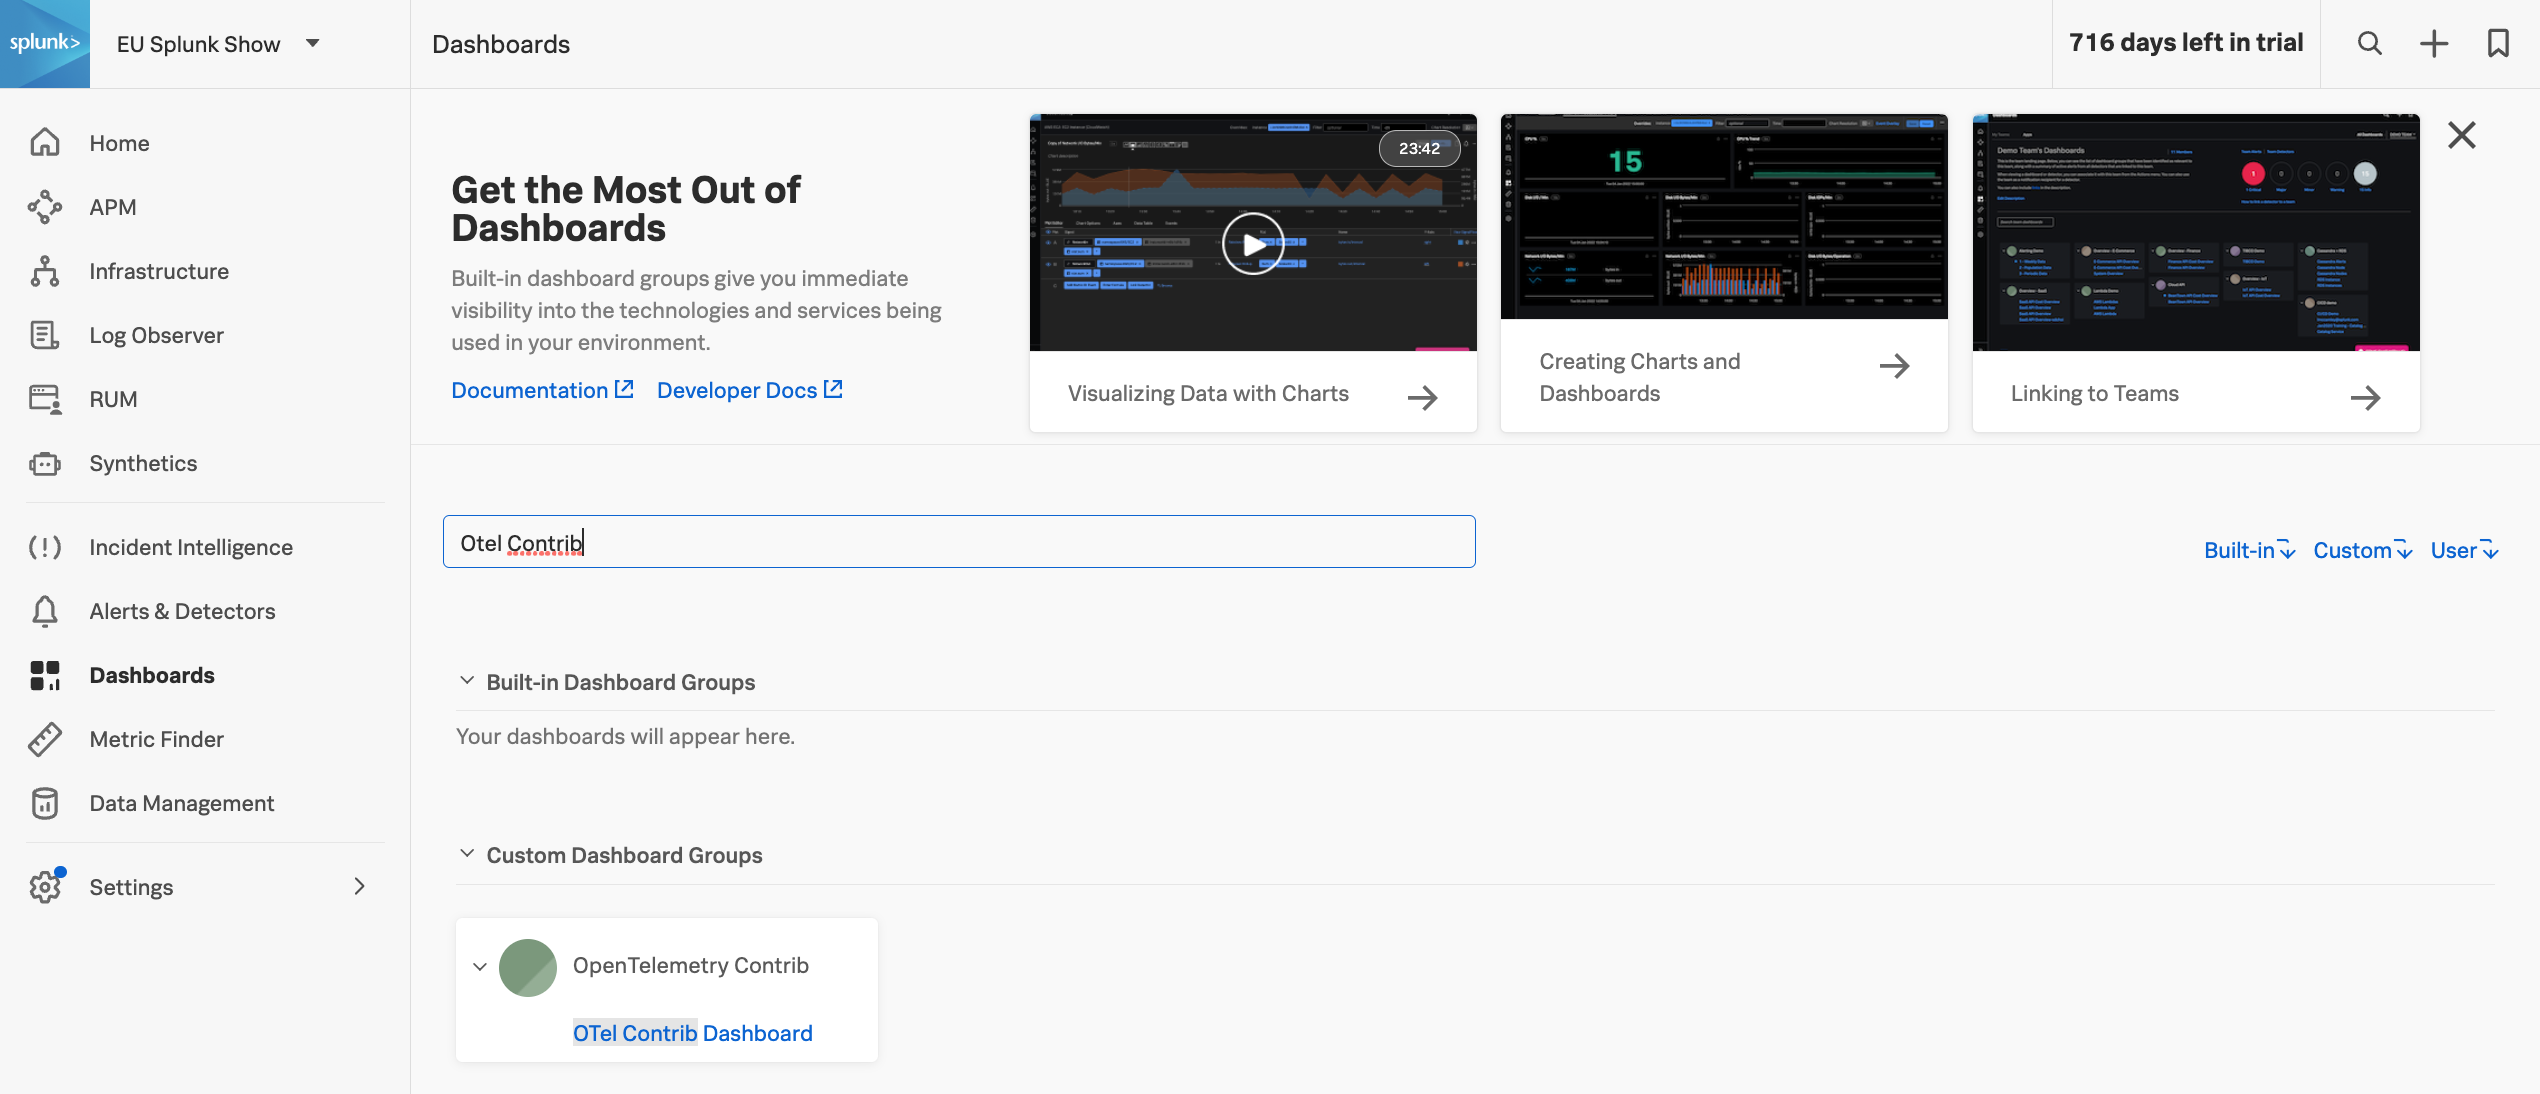 splunk>
EU Splunk Show
Dashboards
716 days left in trial
Home
APM
Infrastructure
Log Observer
RUM
Synthetics
Incident Intelligence
Alerts & Detectors
Dashboards
Metric Finder
Data Management
Settings
Get the Most Out of
Dashboards
Built-in dashboard groups give you immediate
visibility into the technologies and services being
used in your environment.
Documentation
Developer Docs
23:42
Visualizing Data with Charts
15
Creating Charts and
Dashboards
Demo Team's Dashboards
Linking to Teams
Otel Contrib
Built-in
Custom
User
Built-in Dashboard Groups
Your dashboards will appear here.
Custom Dashboard Groups
OpenTelemetry Contrib
OTel Contrib Dashboard